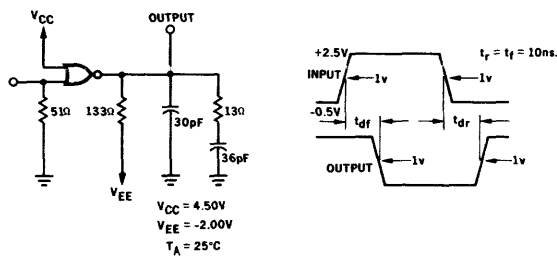 VCC
OUTPUT
51Ω
133Ω
30pF
13Ω
36pF
VEE
VCC = 4.50V
VEE = -2.00V
TA = 25°C
+2.5V
INPUT
-0.5V
1v
1v
tr = tf = 10ns.
tdf
tdr
OUTPUT
1v
1v